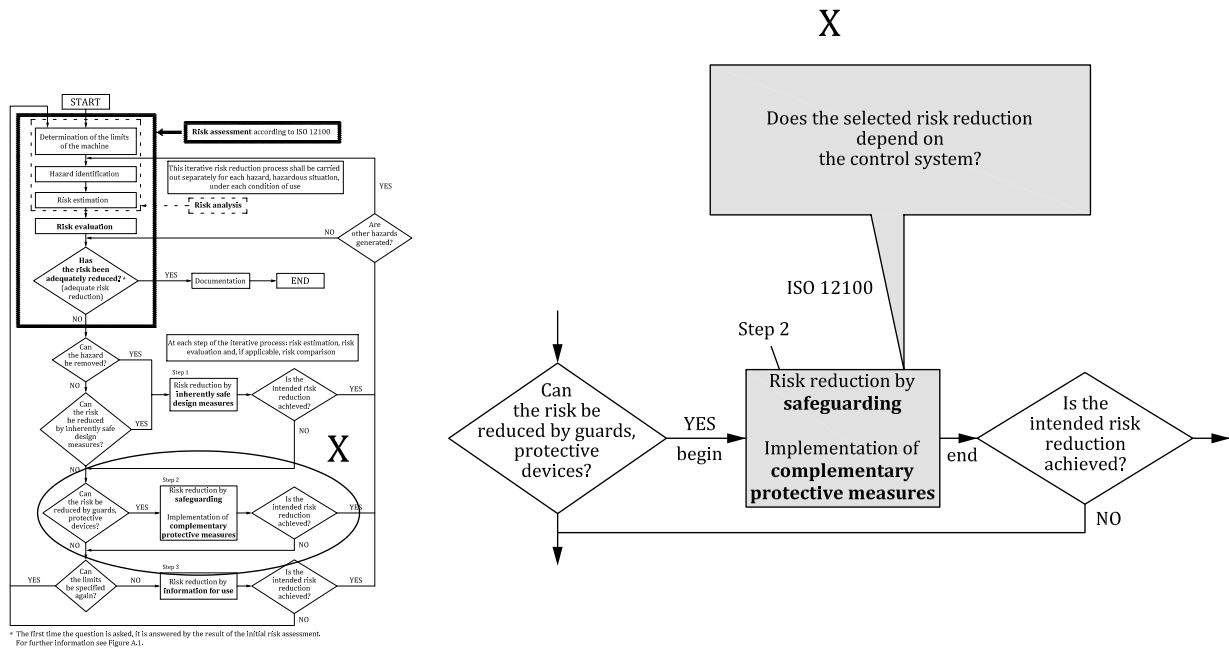 START
Risk assessment according to ISO 12100
Determination of the limits
of the machine
This iterative risk reduction process shall be carried
out separately for each hazard, hazardous situation,
under each condition of use
Hazard identification
YES
Risk estimation
Risk analysis
Risk evaluation
Are
other hazards
generated?
NO
Has
the risk been
adequately reduced? a
(adequate risk
reduction)
YES
Documentation
END
NO
At each step of the iterative process: risk estimation, risk
evaluation and, if applicable, risk comparison
Can
the hazard
be removed?
YES
Step 1
Risk reduction by
inherently safe
design measures
Is the
intended risk
reduction
achieved?
YES
NO
NO
Can
the risk
be reduced
by inherently safe
design
measures?
YES
NO
X
Step 2
Can
the risk be
reduced by guards,
protective
devices?
YES
Risk reduction by
safeguarding
Implementation of
complementary
protective measures
Is the
intended risk
reduction
achieved?
YES
NO
NO
Step 3
YES
Can
the limits
be specified
again?
NO
Risk reduction by
information for use
Is the
intended risk
reduction
achieved?
YES
NO
a The first time the question is asked, it is answered by the result of the initial risk assessment.
For further information see Figure A.1.
X
Does the selected risk reduction
depend on
the control system?
ISO 12100
Step 2
Can
the risk be
reduced by guards,
protective
devices?
YES
begin
Risk reduction by
safeguarding
Implementation of
complementary
protective measures
end
Is the
intended risk
reduction
achieved?
NO